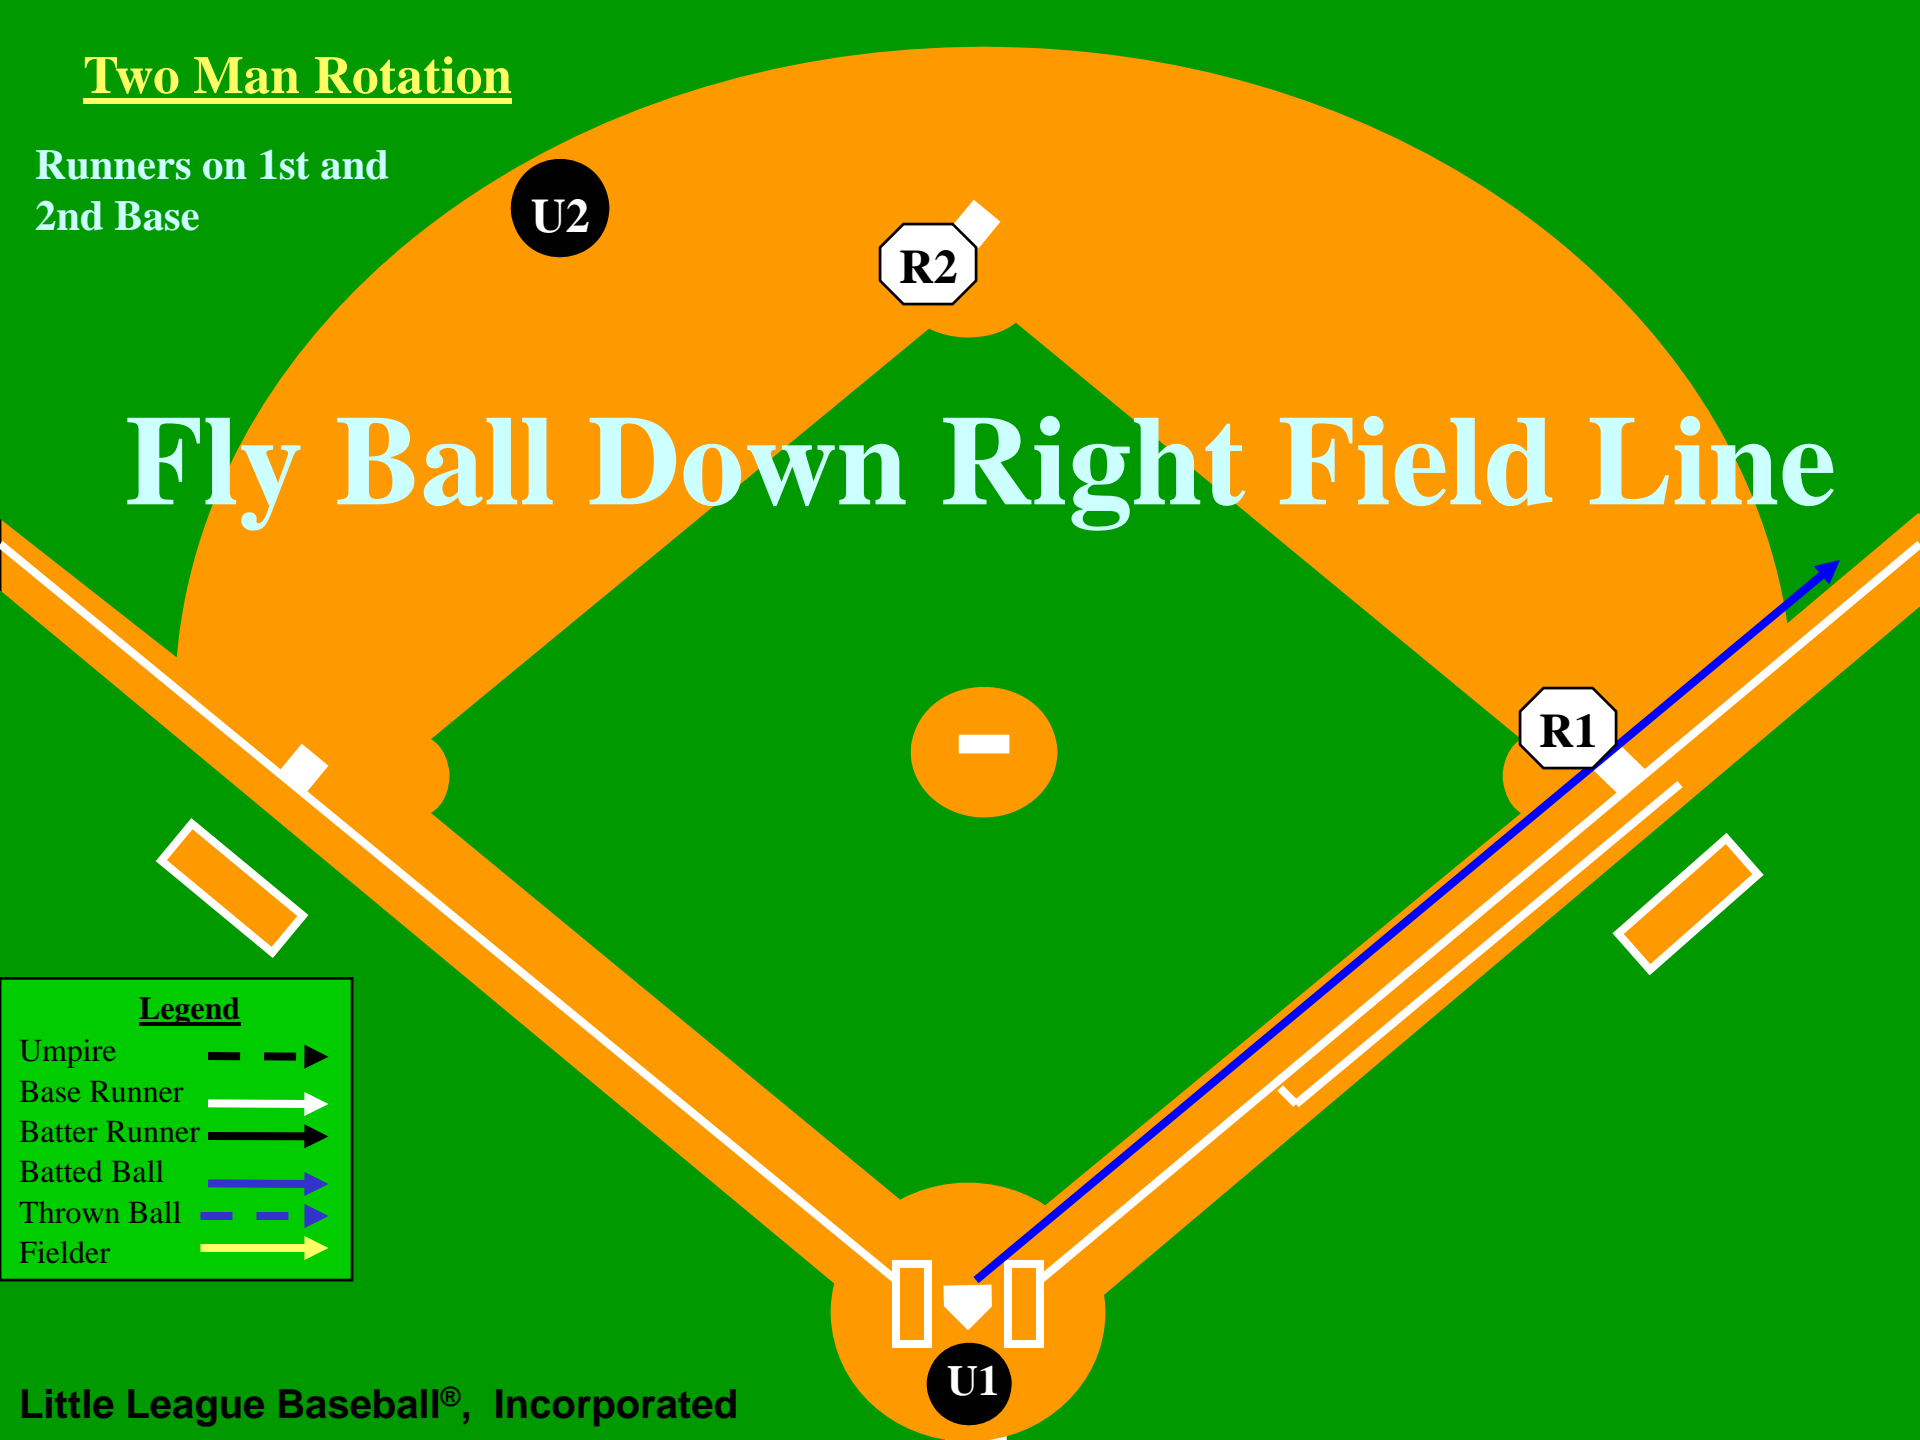 Two Man Rotation
Runners on 1st and
2nd Base
U2
R2
Fly Ball Down Right Field Line
R1
Legend
Umpire
Base Runner
Batter Runner
Batted Ball
Thrown Ball
Fielder
U1
Little League Baseball®, Incorporated